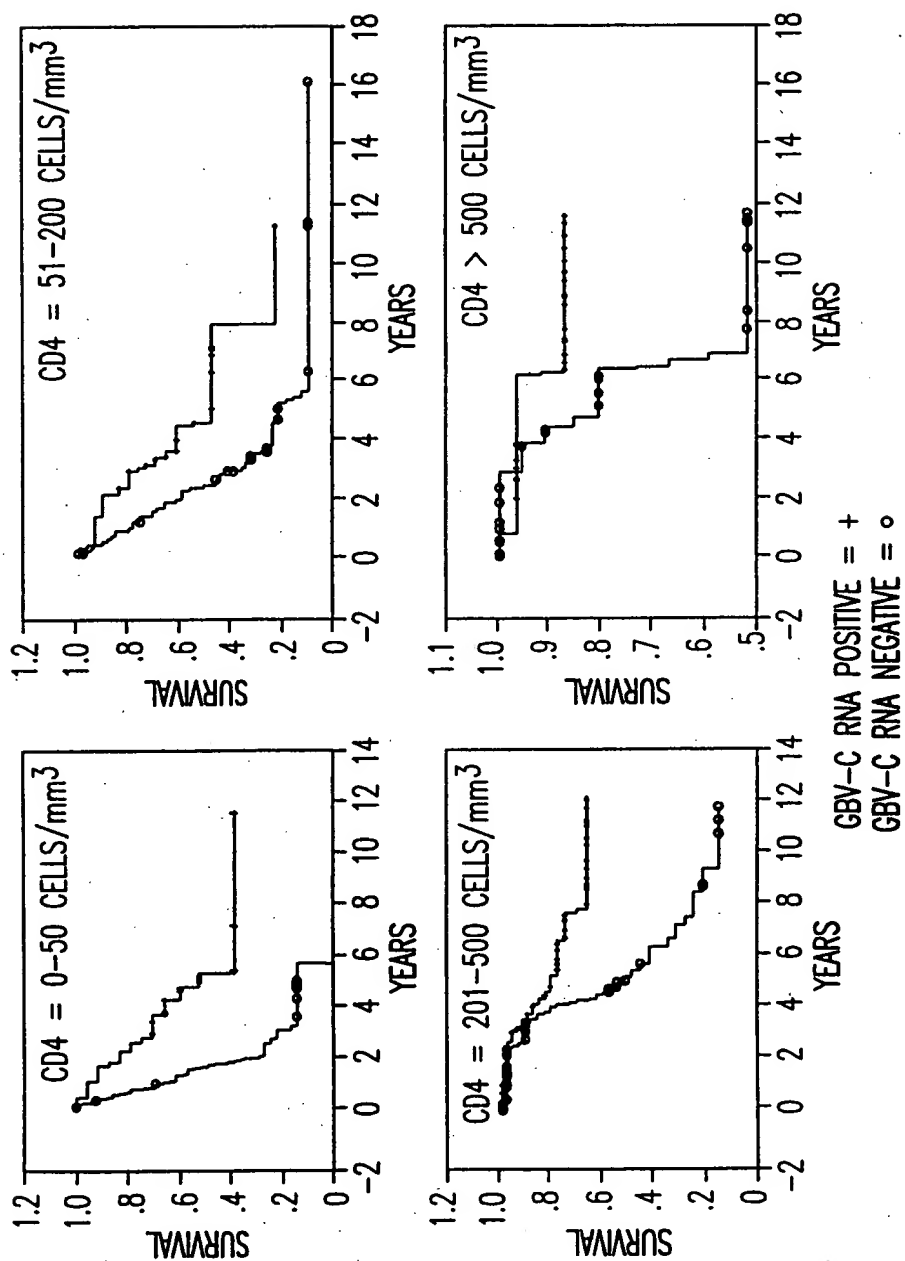 CD4 = 0-50 CELLS/mm3
SURVIVAL
1.2
1.0
.8
.6
.4
.2
0
-2 0 2 4 6 8 10 12 14
YEARS
CD4 = 51-200 CELLS/mm3
SURVIVAL
1.2
1.0
.8
.6
.4
.2
0
-2 0 2 4 6 8 10 12 14 16 18
YEARS
CD4 = 201-500 CELLS/mm3
SURVIVAL
1.2
1.0
.8
.6
.4
.2
0
-2 0 2 4 6 8 10 12 14
YEARS
CD4 > 500 CELLS/mm3
SURVIVAL
1.1
1.0
.9
.8
.7
.6
.5
-2 0 2 4 6 8 10 12 14 16 18
YEARS
GBV-C RNA POSITIVE = +
GBV-C RNA NEGATIVE = o